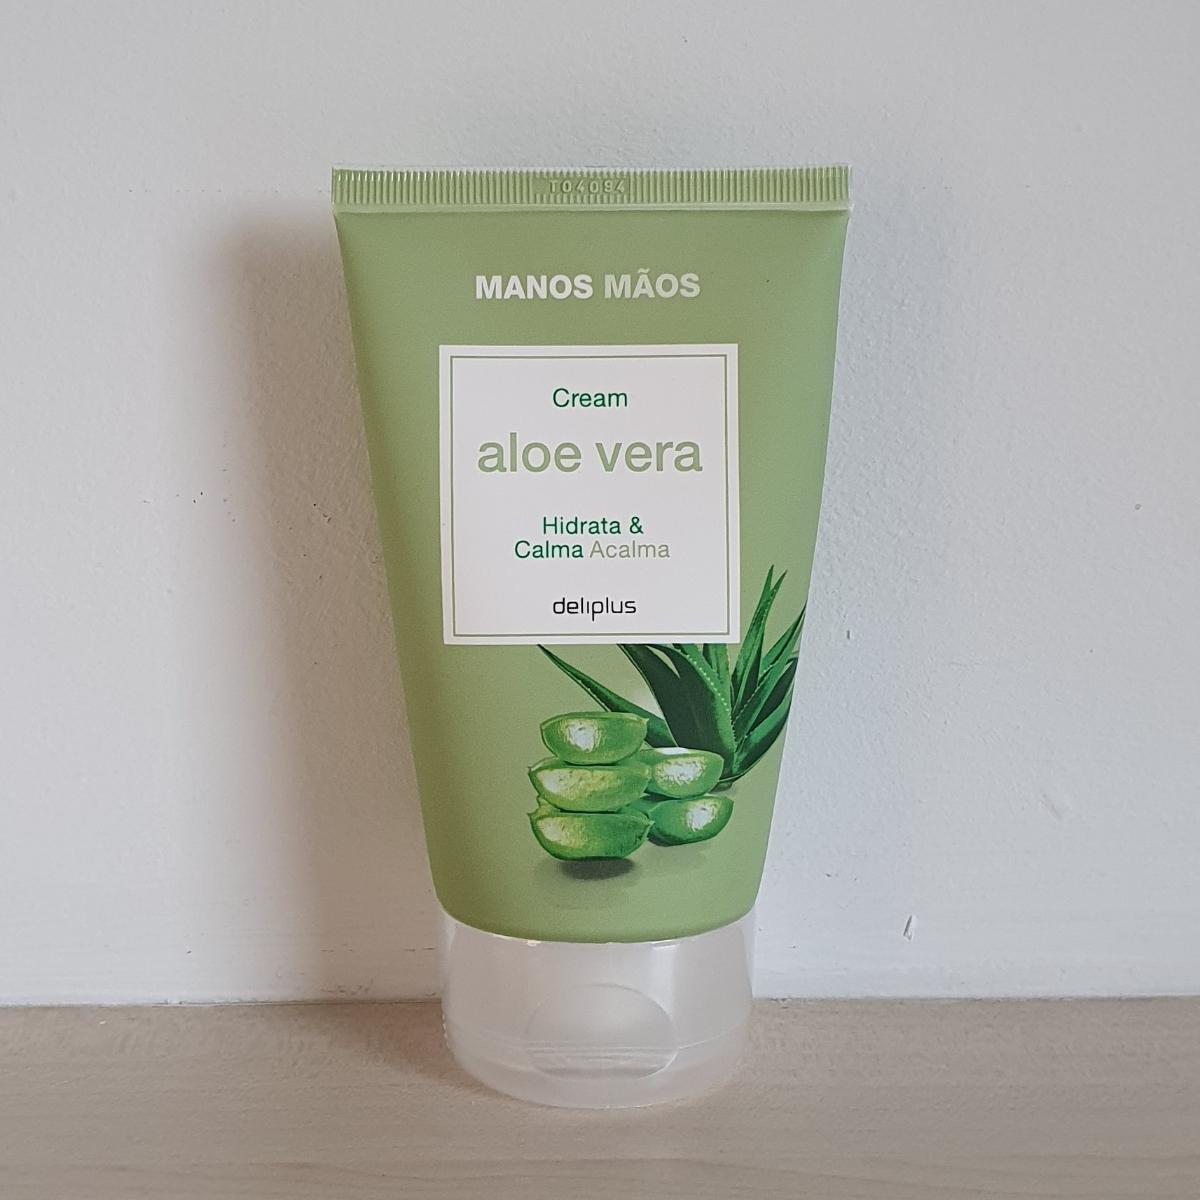 T04094
MANOS MÃOS
Cream
aloe vera
Hidrata &
Calma Acalma
deliplus